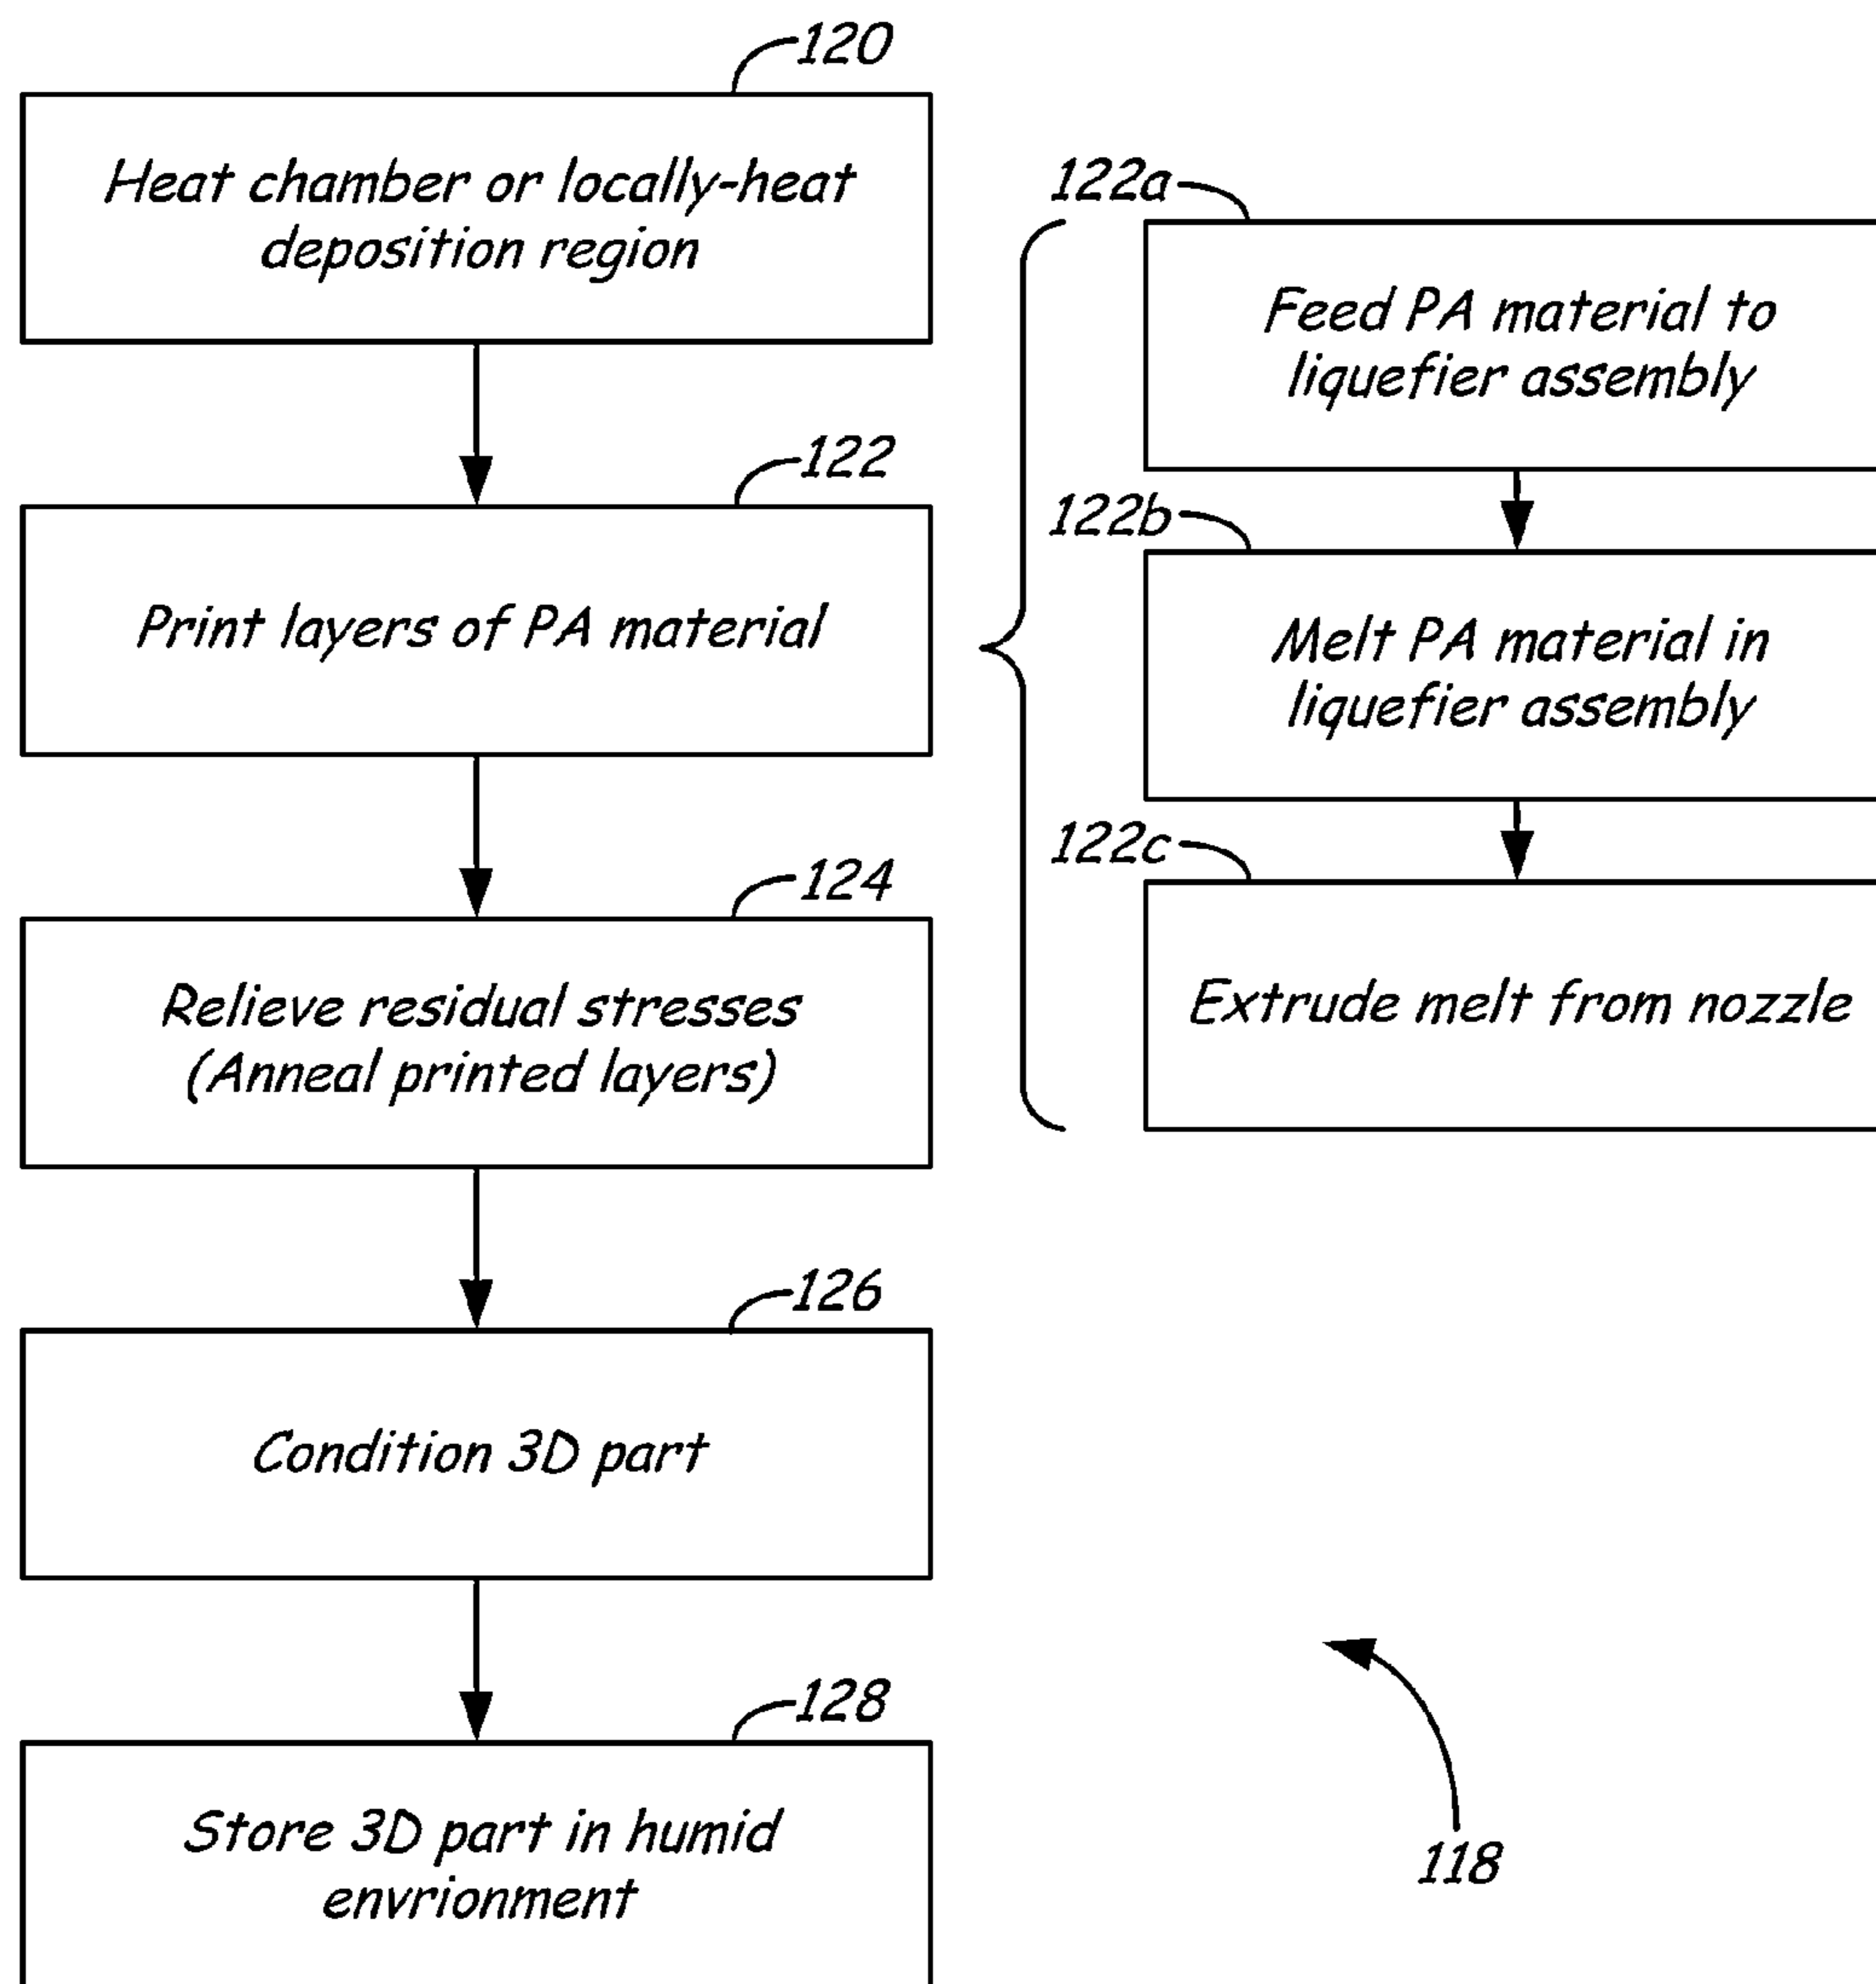 120
Heat chamber or locally-heat
deposition region
122
Print layers of PA material
124
Relieve residual stresses
(Anneal printed layers)
126
Condition 3D part
128
Store 3D part in humid
envrionment
122a
Feed PA material to
liquefier assembly
122b
Melt PA material in
liquefier assembly
122c
Extrude melt from nozzle
118